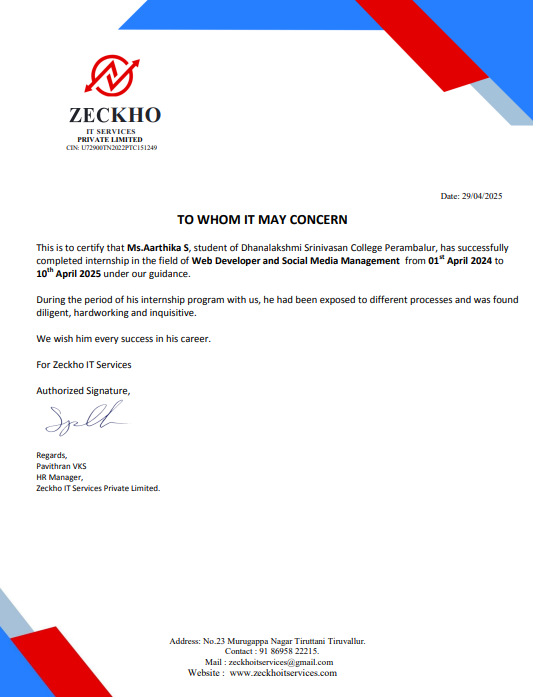 ZECKHO
IT SERVICES
PRIVATE LIMITED
CIN: U72900TN2022PTC151249
Date: 29/04/2025
TO WHOM IT MAY CONCERN
This is to certify that Ms.Aarthika S, student of Dhanalakshmi Srinivasan College Perambalur, has successfully
completed internship in the field of Web Developer and Social Media Management from 01st April 2024 to
10th April 2025 under our guidance.
During the period of his internship program with us, he had been exposed to different processes and was found
diligent, hardworking and inquisitive.
We wish him every success in his career.
For Zeckho IT Services
Authorized Signature,
Regards,
Pavithran VKS
HR Manager,
Zeckho IT Services Private Limited.
Address: No.23 Murugappa Nagar Tiruttani Tiruvallur.
Contact : 91 86958 22215.
Mail : zeckhoitservices@gmail.com
Website : www.zeckhoitservices.com